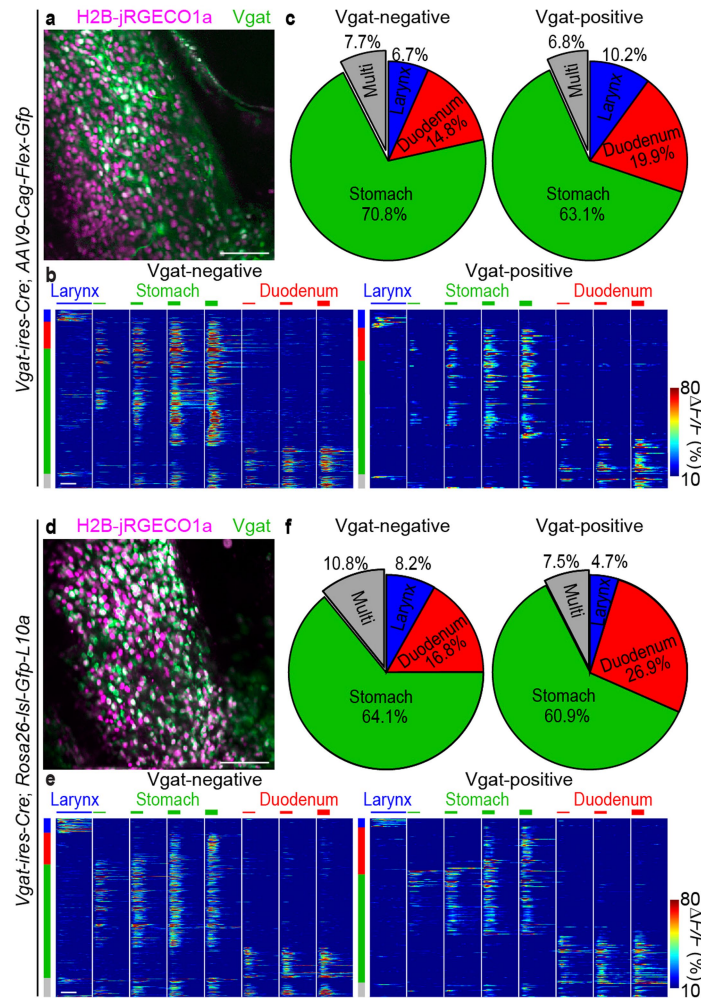 a
H2B-jRGECO1a Vgat
Vgat-ires-Cre; AAV9-Cag-Flex-Gfp
c
Vgat-negative
Vgat-positive
7.7%
6.7%
Multi
Larynx
Duodenum
14.8%
Stomach
70.8%
6.8%
10.2%
Multi
Larynx
Duodenum
19.9%
Stomach
63.1%
b
Vgat-negative
Vgat-positive
Larynx Stomach Duodenum
Larynx Stomach Duodenum
80
ΔF/F (%)
10
d
H2B-jRGECO1a Vgat
Vgat-ires-Cre; Rosa26-lsl-Gfp-L10a
f
Vgat-negative
Vgat-positive
10.8%
8.2%
Multi
Larynx
Duodenum
16.8%
Stomach
64.1%
7.5%
4.7%
Multi
Larynx
Duodenum
26.9%
Stomach
60.9%
e
Vgat-negative
Vgat-positive
Larynx Stomach Duodenum
Larynx Stomach Duodenum
80
ΔF/F (%)
10